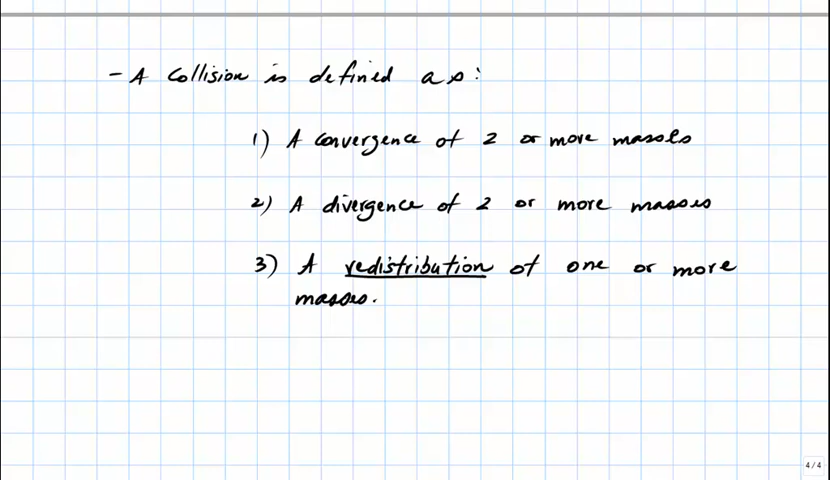 - A Collision is defined as:
1) A convergence of 2 or more masses
2) A divergence of 2 or more masses
3) A redistribution of one or more
masses.
4/4